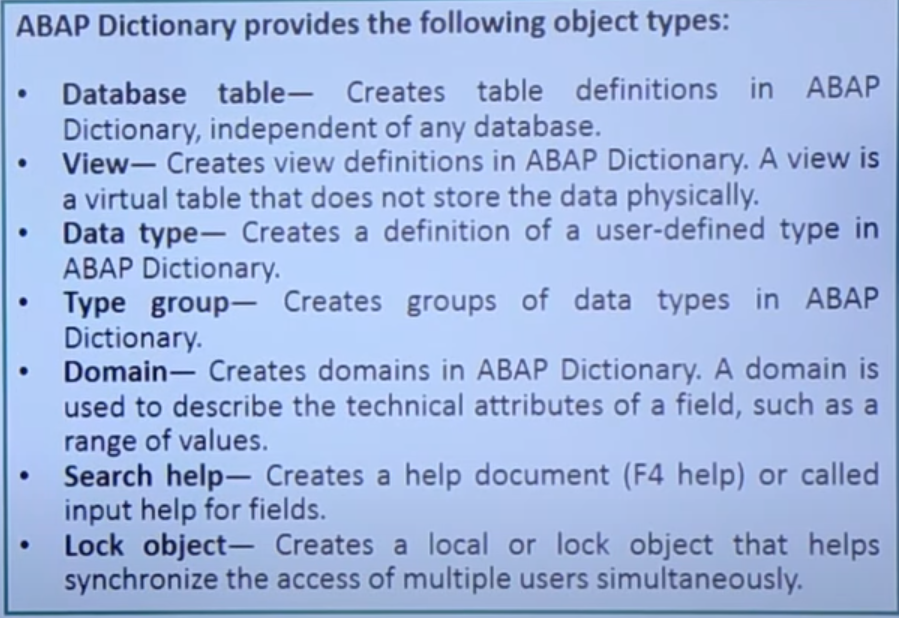 ABAP Dictionary provides the following object types:
• Database table— Creates table definitions in ABAP
Dictionary, independent of any database.
• View— Creates view definitions in ABAP Dictionary. A view is
a virtual table that does not store the data physically.
• Data type— Creates a definition of a user-defined type in
ABAP Dictionary.
• Type group— Creates groups of data types in ABAP
Dictionary.
• Domain— Creates domains in ABAP Dictionary. A domain is
used to describe the technical attributes of a field, such as a
range of values.
• Search help— Creates a help document (F4 help) or called
input help for fields.
• Lock object— Creates a local or lock object that helps
synchronize the access of multiple users simultaneously.